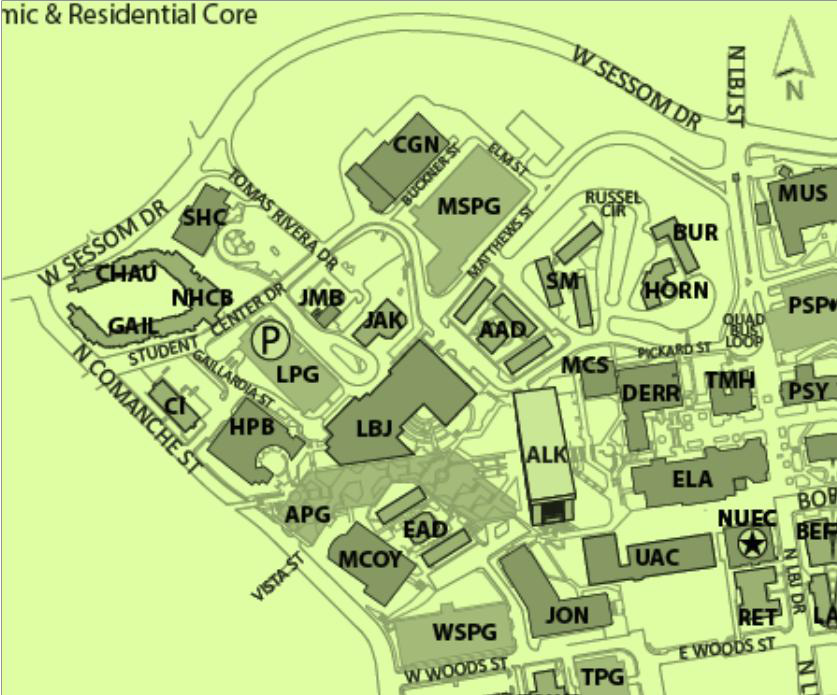 mic & Residential Core
W SESSOM DR
N LBJ ST
N
CGN
BUCKNER ST
ELM ST
MSPG
MATTHEWS ST
RUSSEL
CIR
MUS
TOMAS RIVERA DR
SHC
W SESSOM DR
BUR
CHAU
NHCB
SM
HORN
GAIL
STUDENT CENTER DR
JMB
JAK
AAD
QUAD
BUS
LOOP
PSP
P
LPG
GAILLARDIA ST
MCS
PICKARD ST
N COMANCHE ST
CI
DERR
TMH
PSY
HPB
LBJ
ALK
ELA
APG
EAD
NUEC
MCOY
UAC
N LBJ DR
VISTA ST
JON
RET
LA
WSPG
E WOODS ST
W WOODS ST
TPG
N L